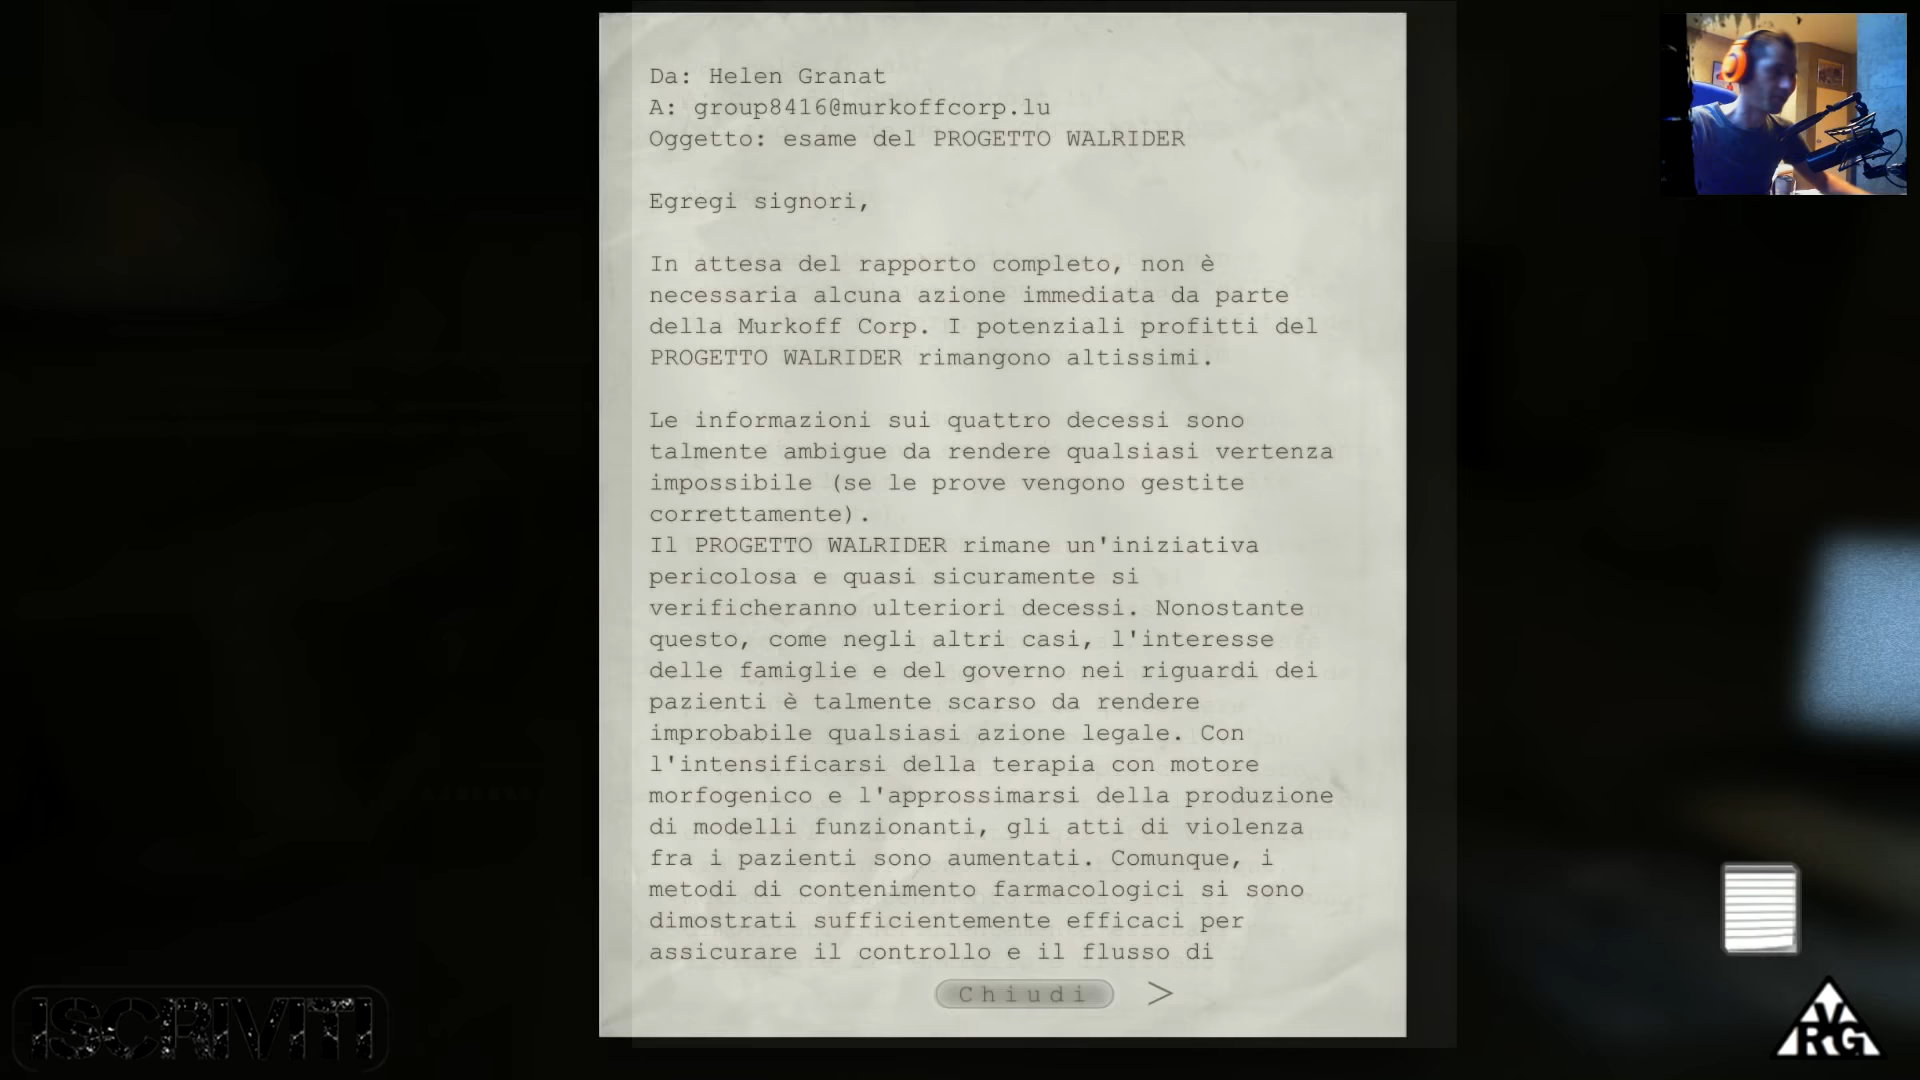 Da: Helen Granat
A: group8416@murkoffcorp.lu
Oggetto: esame del PROGETTO WALRIDER
Egregi signori,
In attesa del rapporto completo, non è
necessaria alcuna azione immediata da parte
della Murkoff Corp. I potenziali profitti del
PROGETTO WALRIDER rimangono altissimi.
Le informazioni sui quattro decessi sono
talmente ambigue da rendere qualsiasi vertenza
impossibile (se le prove vengono gestite
correttamente).
Il PROGETTO WALRIDER rimane un'iniziativa
pericolosa e quasi sicuramente si
verificheranno ulteriori decessi. Nonostante
questo, come negli altri casi, l'interesse
delle famiglie e del governo nei riguardi dei
pazienti è talmente scarso da rendere
improbabile qualsiasi azione legale. Con
l'intensificarsi della terapia con motore
morfogenico e l'approssimarsi della produzione
di modelli funzionanti, gli atti di violenza
fra i pazienti sono aumentati. Comunque, i
metodi di contenimento farmacologici si sono
dimostrati sufficientemente efficaci per
assicurare il controllo e il flusso di
Chiudi >
ISCRIVITI
VRG